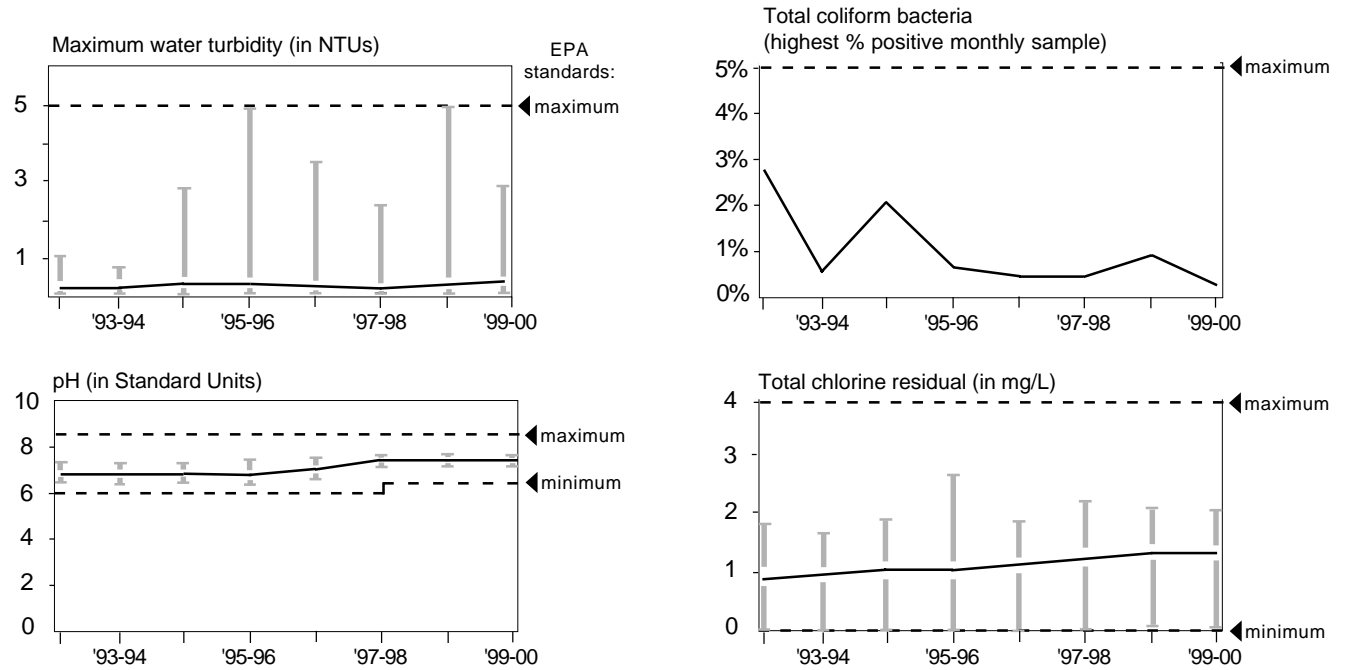 Maximum water turbidity (in NTUs)
EPA
standards:
5
maximum
3
1
'93-94
'95-96
'97-98
'99-00
Total coliform bacteria
(highest % positive monthly sample)
5%
maximum
4%
3%
2%
1%
0%
'93-94
'95-96
'97-98
'99-00
pH (in Standard Units)
10
maximum
8
minimum
6
4
2
0
'93-94
'95-96
'97-98
'99-00
Total chlorine residual (in mg/L)
4
maximum
3
2
1
0
minimum
'93-94
'95-96
'97-98
'99-00